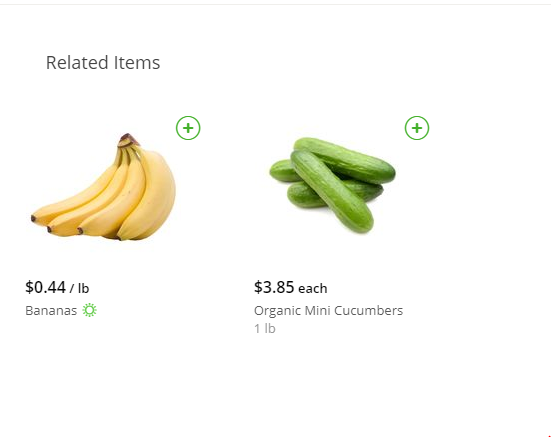 Related Items
$0.44 / lb
Bananas
$3.85 each
Organic Mini Cucumbers
1 lb